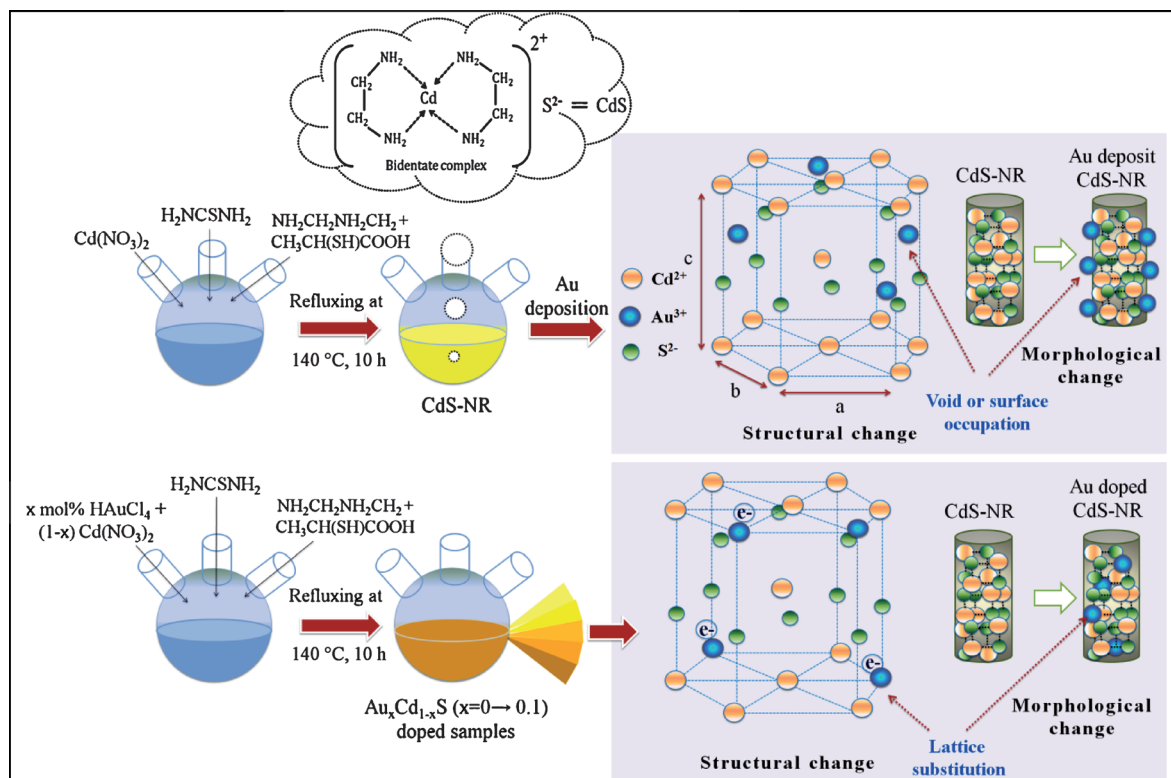 NH₂
NH₂
2+
CH₂
CH₂
Cd
CH₂
CH₂
S²⁻ = CdS
NH₂
NH₂
Bidentate complex
H₂NCSNH₂
Cd(NO₃)₂
NH₂CH₂NH₂CH₂+
CH₃CH(SH)COOH
Refluxing at
140 °C, 10 h
CdS-NR
Au
deposition
c
b
a
Cd²⁺
Au³⁺
S²⁻
Structural change
CdS-NR
Au deposit
CdS-NR
Morphological
change
Void or surface
occupation
H₂NCSNH₂
x mol% HAuCl₄ +
(1-x) Cd(NO₃)₂
NH₂CH₂NH₂CH₂ +
CH₃CH(SH)COOH
Refluxing at
140 °C, 10 h
AuₓCd₁₋ₓS (x=0→ 0.1)
doped samples
e-
e-
e-
Structural change
CdS-NR
Au doped
CdS-NR
Morphological
change
Lattice
substitution